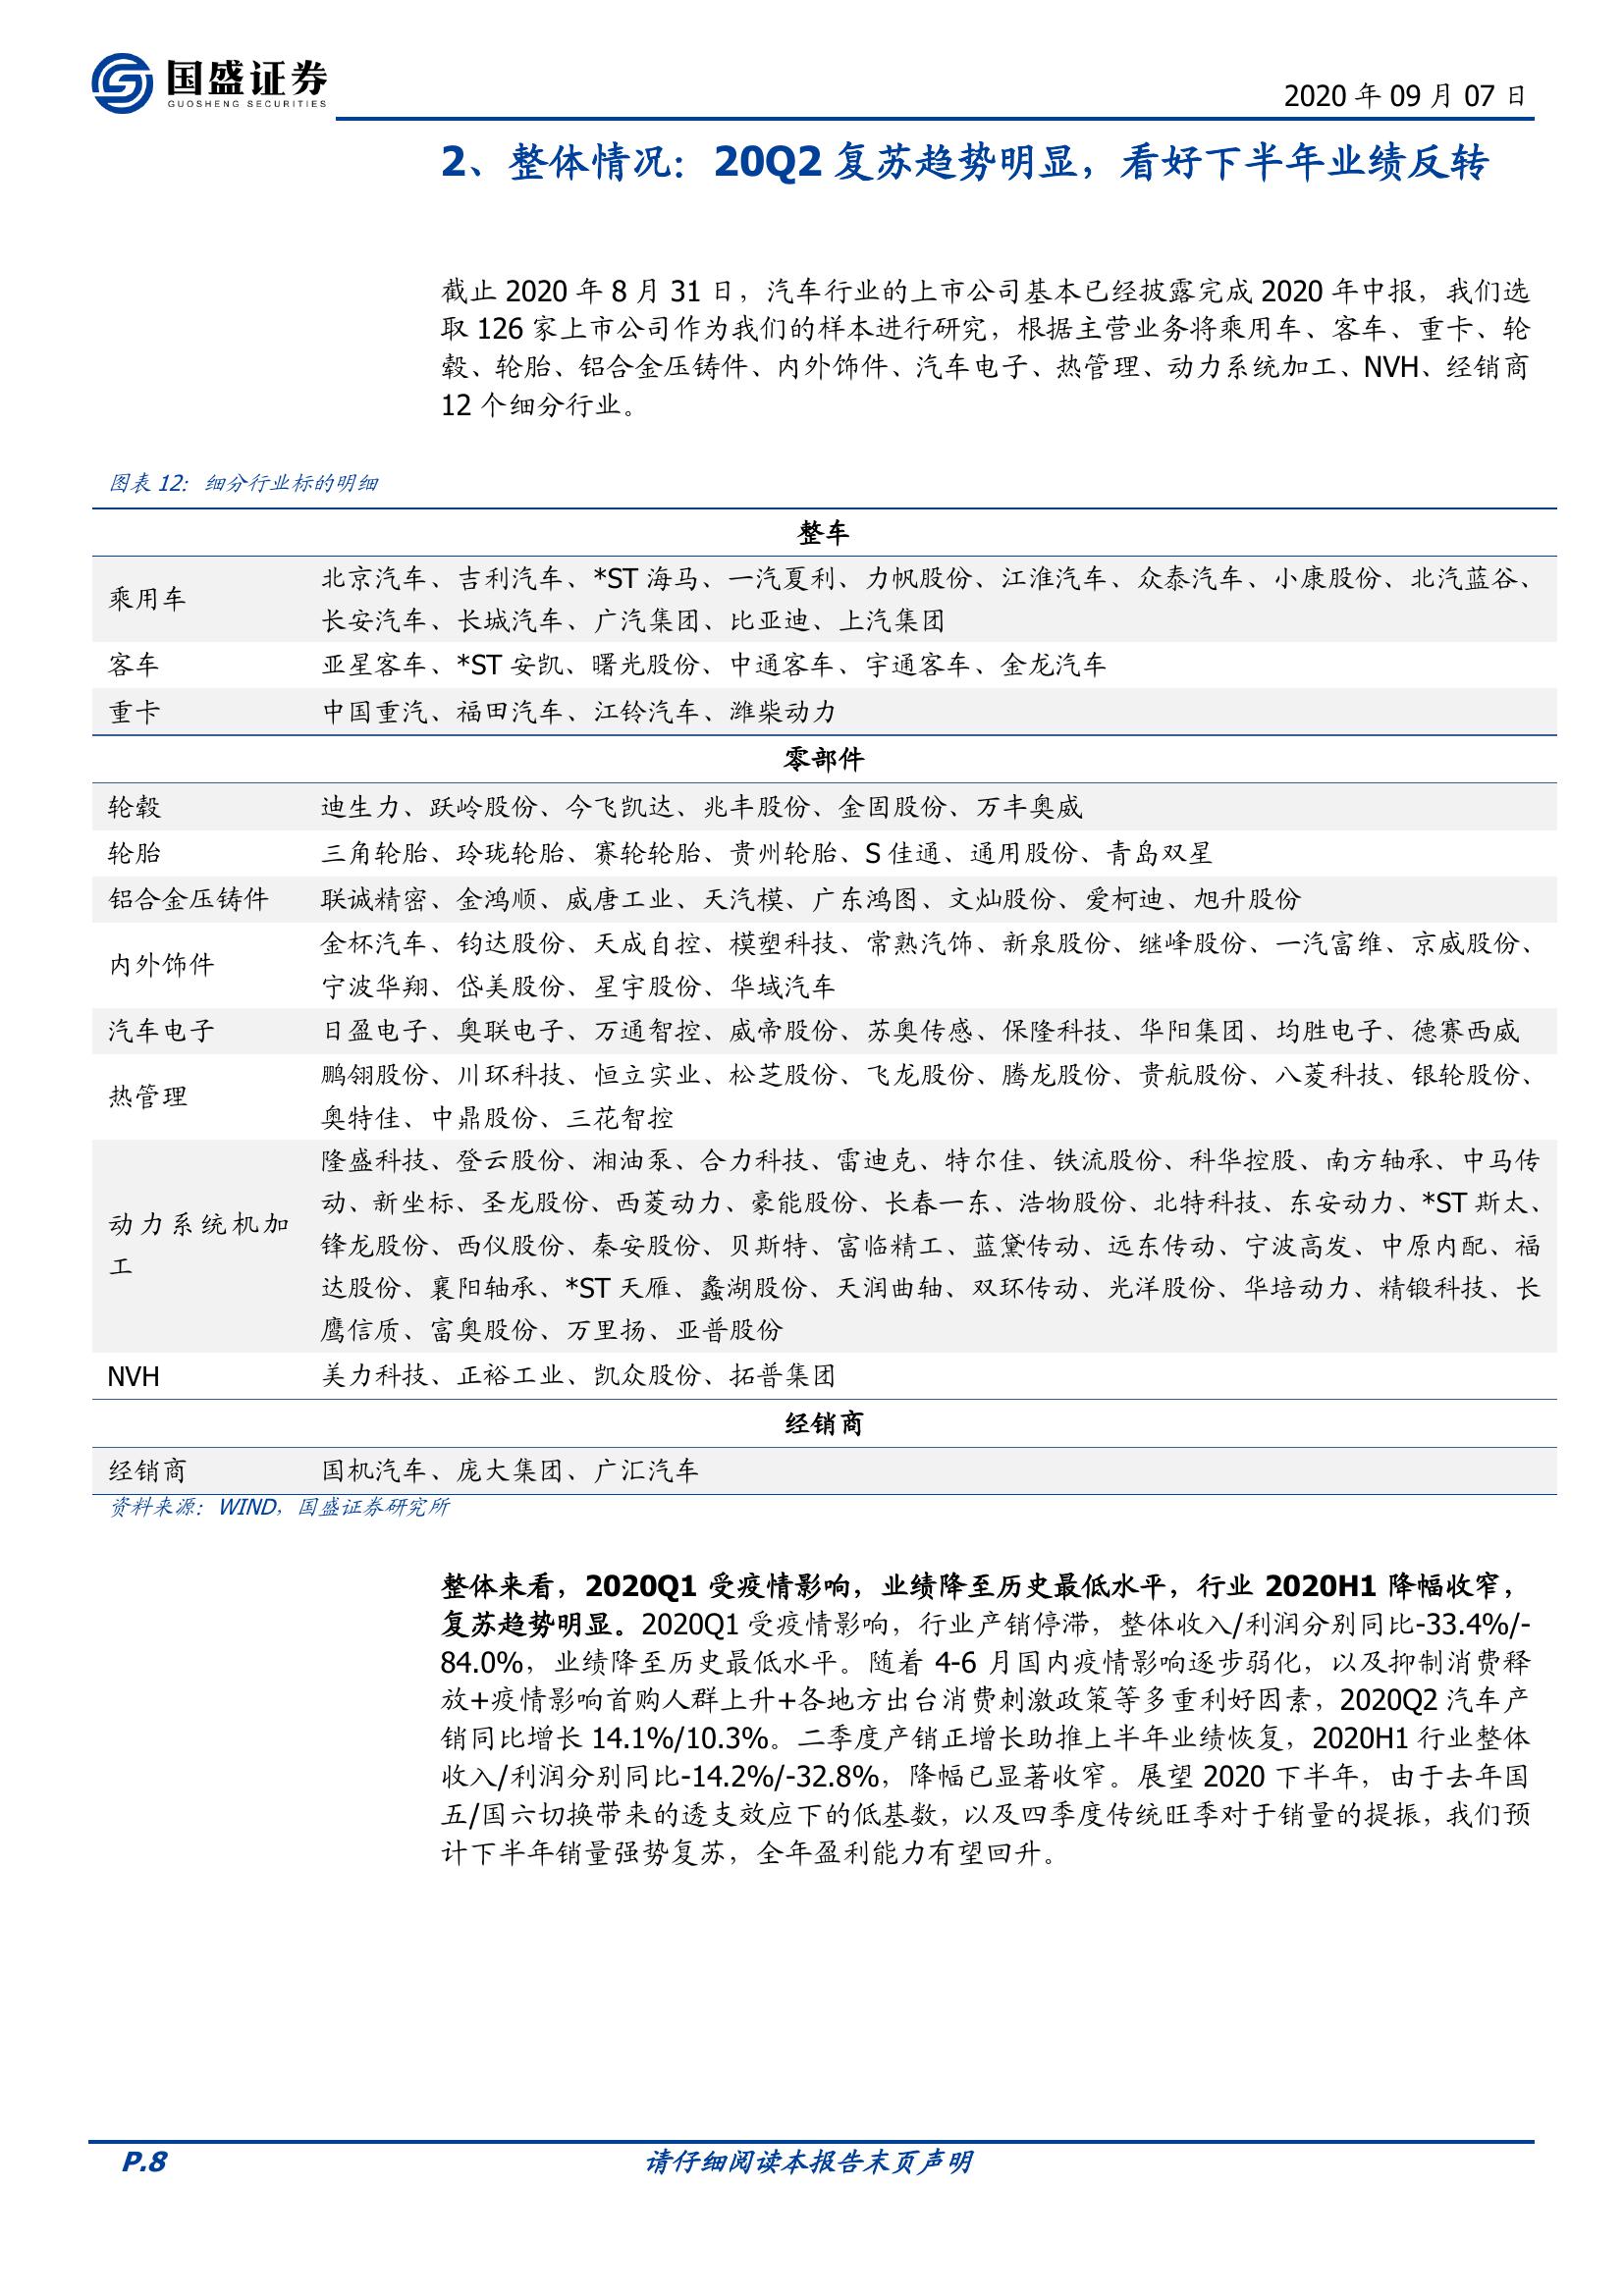 国盛证券
GUOSHENG SECURITIES
2020 年 09 月 07 日
2、整体情况：20Q2 复苏趋势明显，看好下半年业绩反转
截止 2020 年 8 月 31 日，汽车行业的上市公司基本已经披露完成 2020 年中报，我们选
取 126 家上市公司作为我们的样本进行研究，根据主营业务将乘用车、客车、重卡、轮
毂、轮胎、铝合金压铸件、内外饰件、汽车电子、热管理、动力系统加工、NVH、经销商
12 个细分行业。
图表 12：细分行业标的明细
整车
乘用车
北京汽车、吉利汽车、*ST 海马、一汽夏利、力帆股份、江淮汽车、众泰汽车、小康股份、北汽蓝谷、
长安汽车、长城汽车、广汽集团、比亚迪、上汽集团
客车
亚星客车、*ST 安凯、曙光股份、中通客车、宇通客车、金龙汽车
重卡
中国重汽、福田汽车、江铃汽车、潍柴动力
零部件
轮毂
迪生力、跃岭股份、今飞凯达、兆丰股份、金固股份、万丰奥威
轮胎
三角轮胎、玲珑轮胎、赛轮轮胎、贵州轮胎、S 佳通、通用股份、青岛双星
铝合金压铸件
联诚精密、金鸿顺、威唐工业、天汽模、广东鸿图、文灿股份、爱柯迪、旭升股份
内外饰件
金杯汽车、钧达股份、天成自控、模塑科技、常熟汽饰、新泉股份、继峰股份、一汽富维、京威股份、
宁波华翔、岱美股份、星宇股份、华域汽车
汽车电子
日盈电子、奥联电子、万通智控、威帝股份、苏奥传感、保隆科技、华阳集团、均胜电子、德赛西威
热管理
鹏翎股份、川环科技、恒立实业、松芝股份、飞龙股份、腾龙股份、贵航股份、八菱科技、银轮股份、
奥特佳、中鼎股份、三花智控
动力系统机加
工
隆盛科技、登云股份、湘油泵、合力科技、雷迪克、特尔佳、铁流股份、科华控股、南方轴承、中马传
动、新坐标、圣龙股份、西菱动力、豪能股份、长春一东、浩物股份、北特科技、东安动力、*ST 斯太、
锋龙股份、西仪股份、秦安股份、贝斯特、富临精工、蓝黛传动、远东传动、宁波高发、中原内配、福
达股份、襄阳轴承、*ST 天雁、蠡湖股份、天润曲轴、双环传动、光洋股份、华培动力、精锻科技、长
鹰信质、富奥股份、万里扬、亚普股份
NVH
美力科技、正裕工业、凯众股份、拓普集团
经销商
经销商
国机汽车、庞大集团、广汇汽车
资料来源：WIND，国盛证券研究所
整体来看，2020Q1 受疫情影响，业绩降至历史最低水平，行业 2020H1 降幅收窄，
复苏趋势明显。2020Q1 受疫情影响，行业产销停滞，整体收入/利润分别同比-33.4%/-
84.0%，业绩降至历史最低水平。随着 4-6 月国内疫情影响逐步弱化，以及抑制消费释
放+疫情影响首购人群上升+各地方出台消费刺激政策等多重利好因素，2020Q2 汽车产
销同比增长 14.1%/10.3%。二季度产销正增长助推上半年业绩恢复，2020H1 行业整体
收入/利润分别同比-14.2%/-32.8%，降幅已显著收窄。展望 2020 下半年，由于去年国
五/国六切换带来的透支效应下的低基数，以及四季度传统旺季对于销量的提振，我们预
计下半年销量强势复苏，全年盈利能力有望回升。
P.8
请仔细阅读本报告末页声明